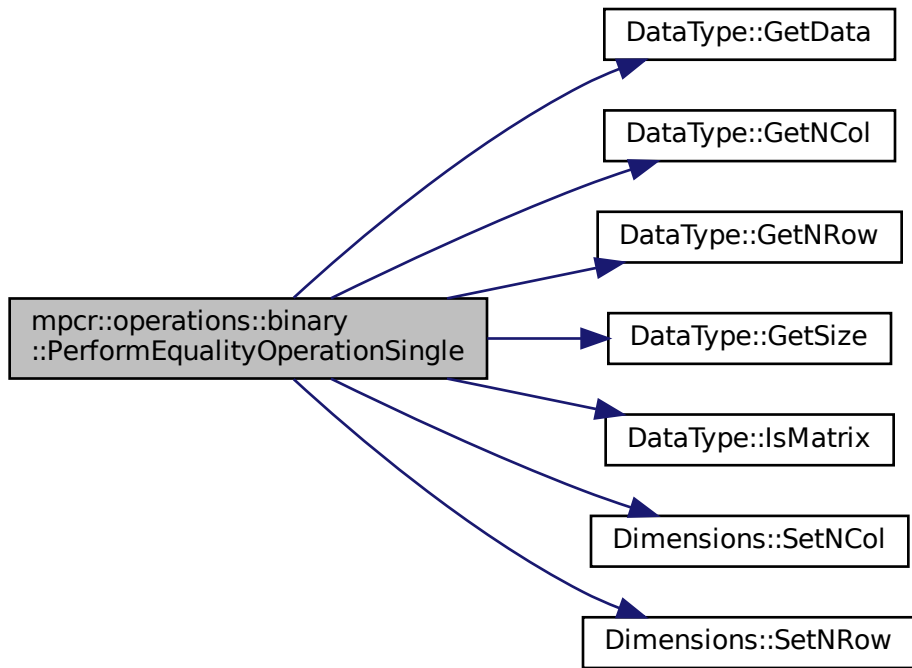 DataType::GetData
DataType::GetNCol
DataType::GetNRow
mpcr::operations::binary
::PerformEqualityOperationSingle
DataType::GetSize
DataType::IsMatrix
Dimensions::SetNCol
Dimensions::SetNRow